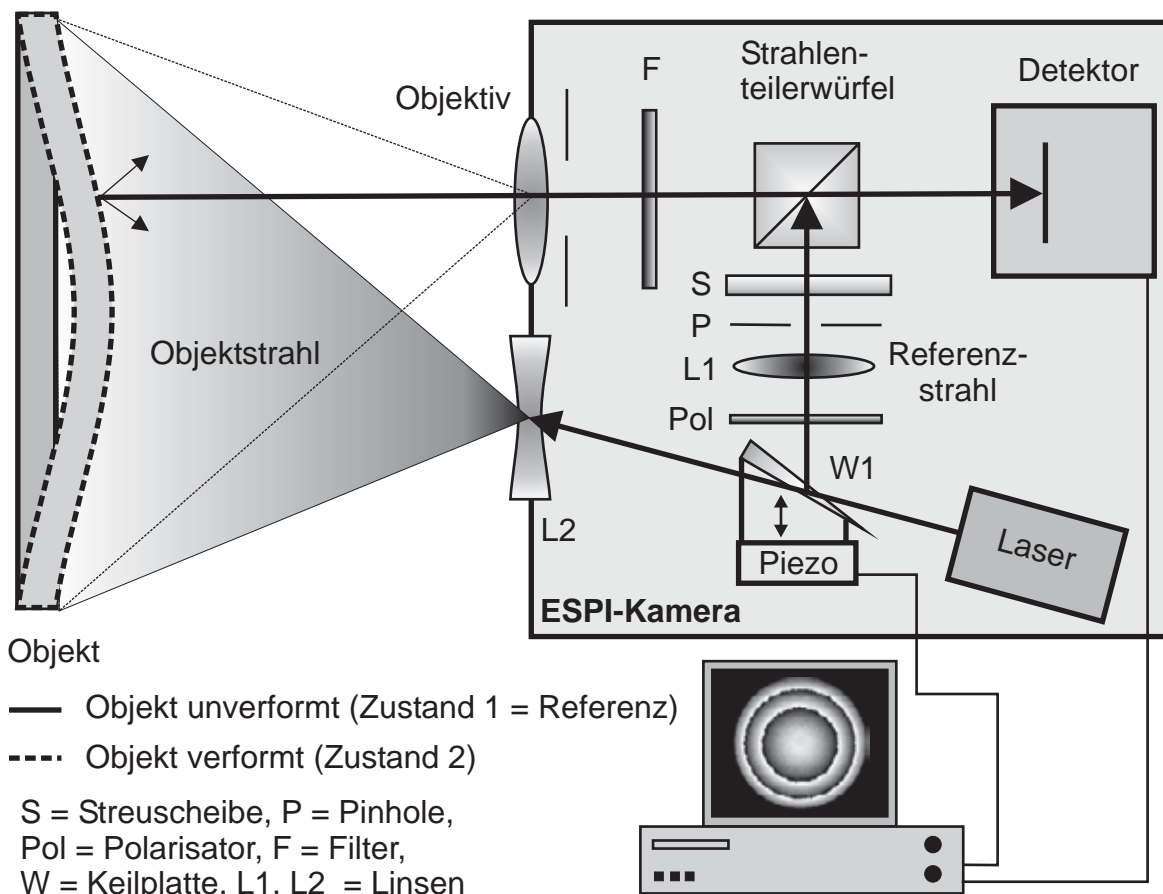 F
Strahlen-
teilerwürfel
Detektor
Objektiv
S
P
L1
Referenz-
strahl
Objektstrahl
Pol
W1
L2
Laser
Piezo
ESPI-Kamera
Objekt
Objekt unverformt (Zustand 1 = Referenz)
Objekt verformt (Zustand 2)
S = Streuscheibe, P = Pinhole,
Pol = Polarisator, F = Filter,
W = Keilplatte, L1, L2 = Linsen